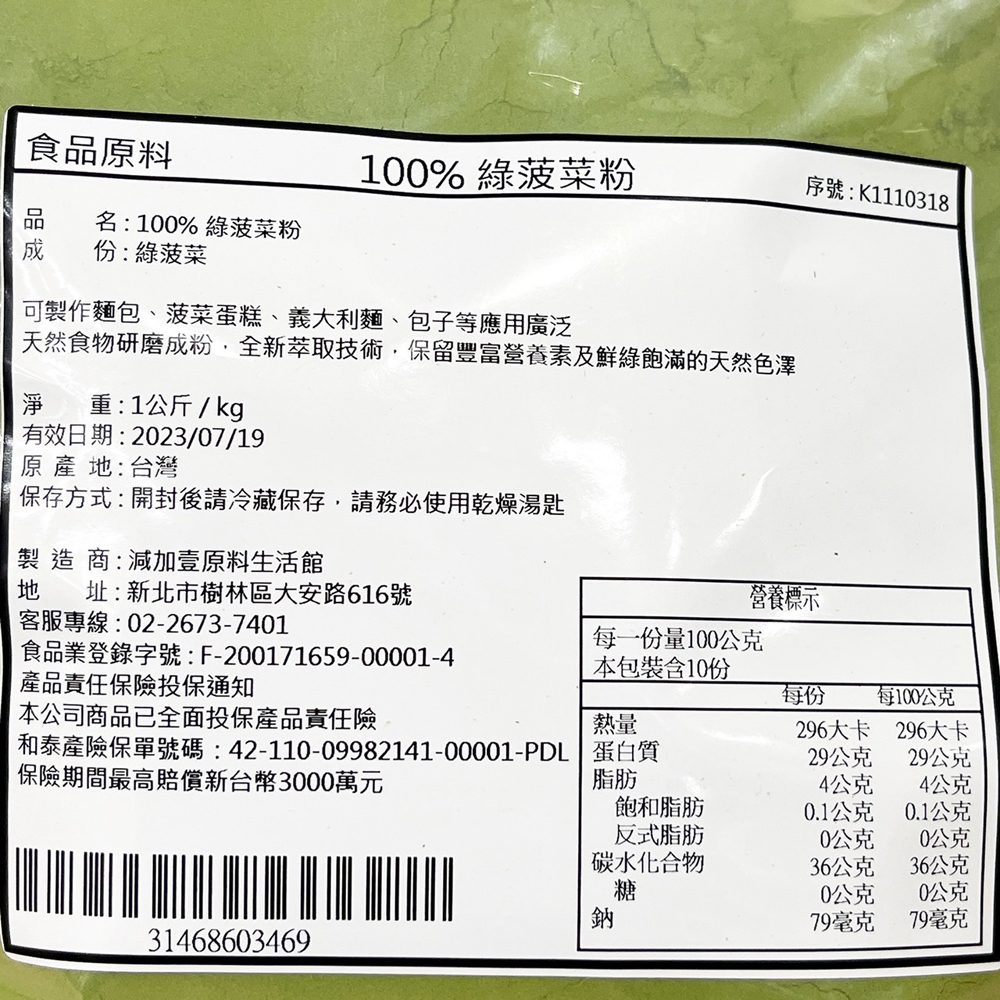 食品原料
100% 綠菠菜粉
序號:K1110318
品 名:100% 綠菠菜粉
成 份:綠菠菜
可製作麵包、菠菜蛋糕、義大利麵、包子等應用廣泛
天然食物研磨成粉，全新萃取技術，保留豐富營養素及鮮綠飽滿的天然色澤
淨 重:1公斤 / kg
有效日期:2023/07/19
原 產 地:台灣
保存方式:開封後請冷藏保存，請務必使用乾燥湯匙
製 造 商:減加壹原料生活館
地 址:新北市樹林區大安路616號
客服專線:02-2673-7401
食品業登錄字號:F-200171659-00001-4
產品責任保險投保通知
本公司商品已全面投保產品責任險
和泰產險保單號碼：42-110-09982141-00001-PDL
保險期間最高賠償新台幣3000萬元
31468603469
營養標示
每一份量100公克
本包裝含10份
每份 每100公克
熱量 296大卡 296大卡
蛋白質 29公克 29公克
脂肪 4公克 4公克
飽和脂肪 0.1公克 0.1公克
反式脂肪 0公克 0公克
碳水化合物 36公克 36公克
糖 0公克 0公克
鈉 79毫克 79毫克